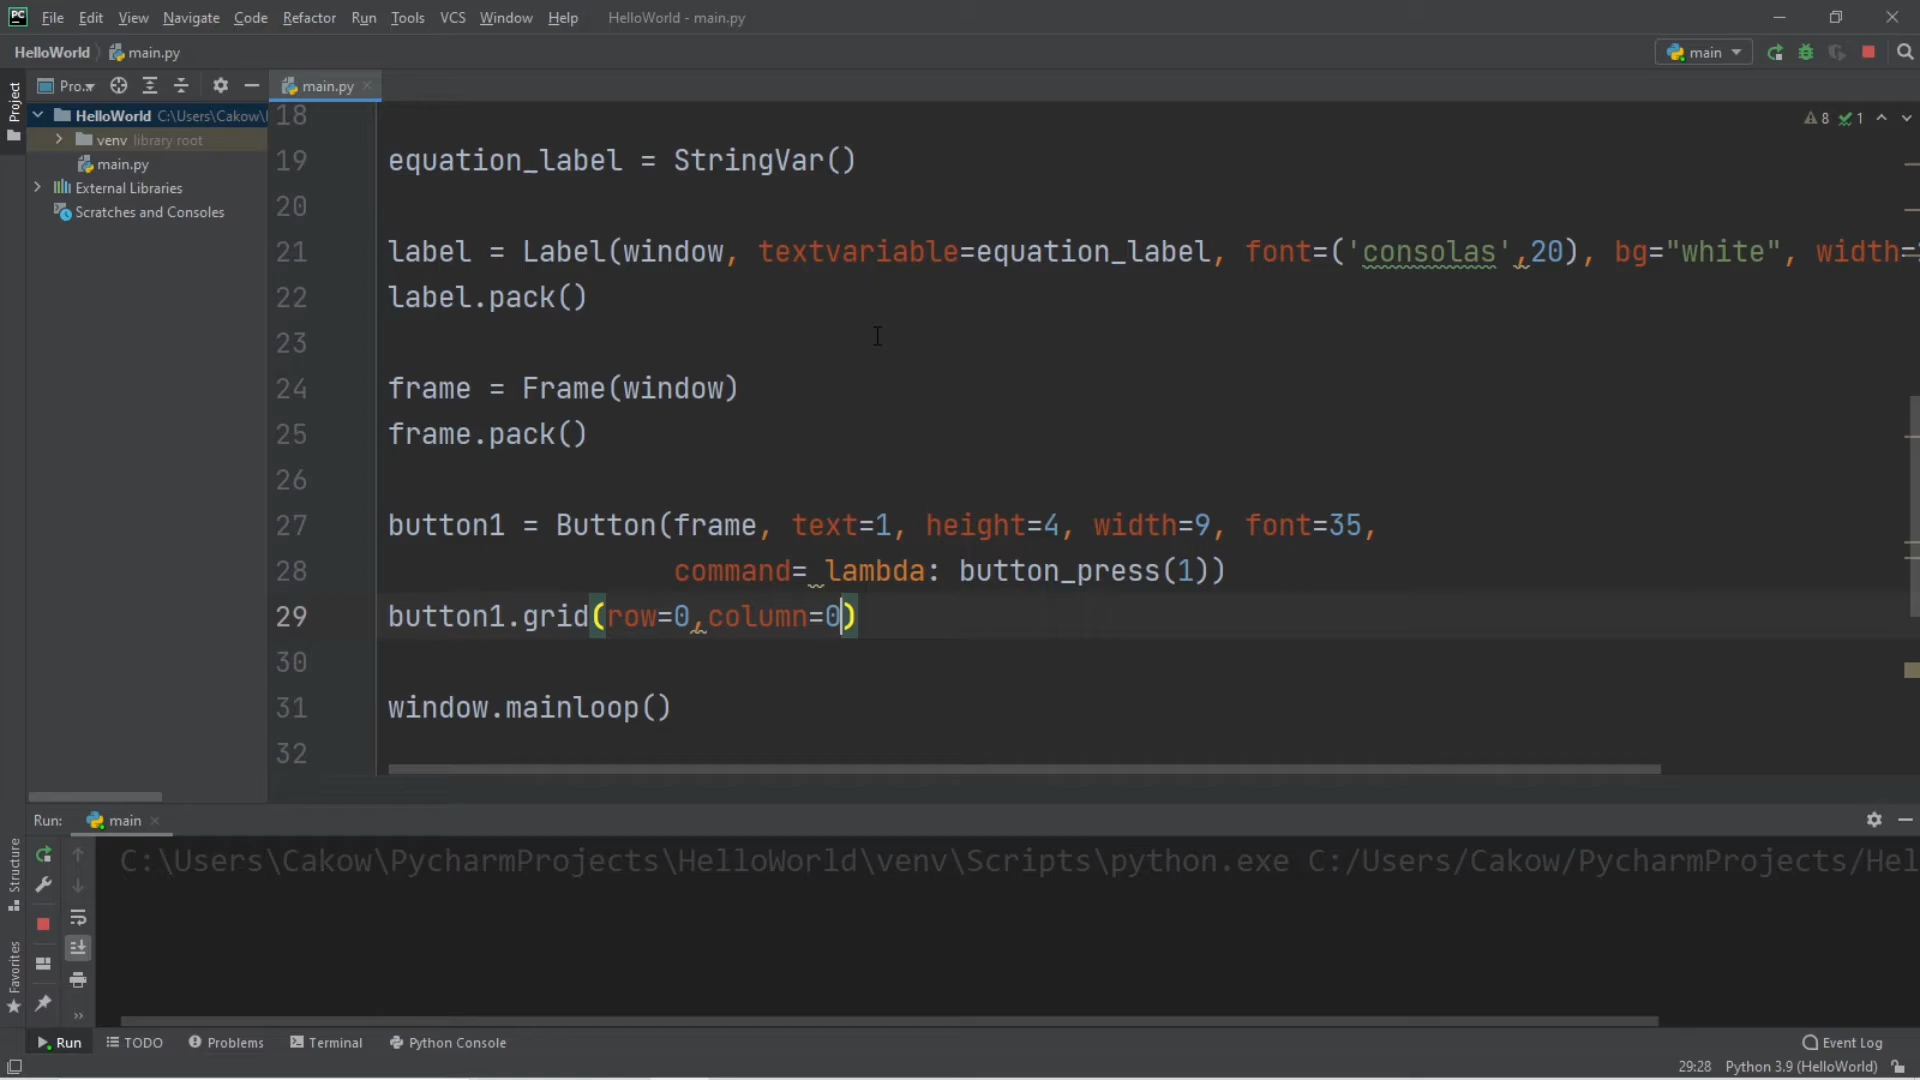 PC File Edit View Navigate Code Refactor Run Tools VCS Window Help HelloWorld - main.py
HelloWorld main.py main
Project Pro... main.py
HelloWorld C:\Users\Cakow\
venv library root
main.py
External Libraries
Scratches and Consoles
8 1
18
19 equation_label = StringVar()
20
21 label = Label(window, textvariable=equation_label, font=('consolas',20), bg="white", width=
22 label.pack()
23
24 frame = Frame(window)
25 frame.pack()
26
27 button1 = Button(frame, text=1, height=4, width=9, font=35,
28 command= lambda: button_press(1))
29 button1.grid(row=0,column=0)
30
31 window.mainloop()
32
Run: main
C:\Users\Cakow\PycharmProjects\HelloWorld\venv\Scripts\python.exe C:/Users/Cakow/PycharmProjects/Hel
Structure
Favorites
Run TODO Problems Terminal Python Console Event Log
29:28 Python 3.9 (HelloWorld)